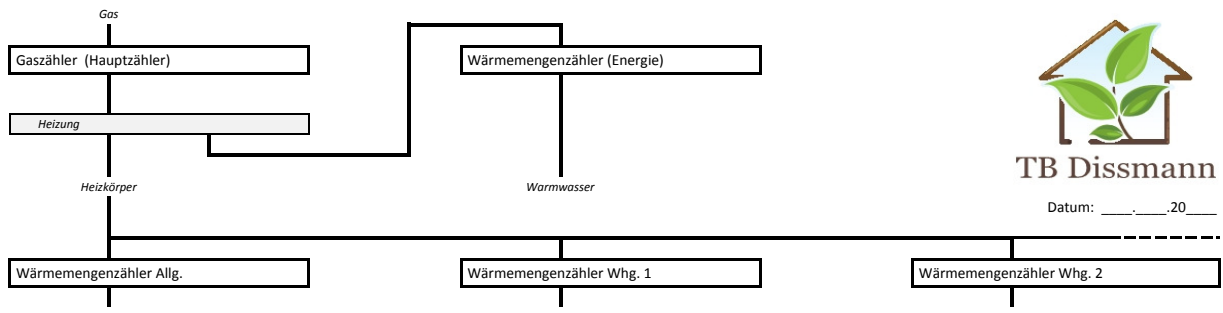 Gas
Gaszähler  (Hauptzähler)
Wärmemengenzähler (Energie)
Heizung
TB Dissmann
Heizkörper
Warmwasser
Datum: ____.____.20____
Wärmemengenzähler Allg.
Wärmemengenzähler Whg. 1
Wärmemengenzähler Whg. 2